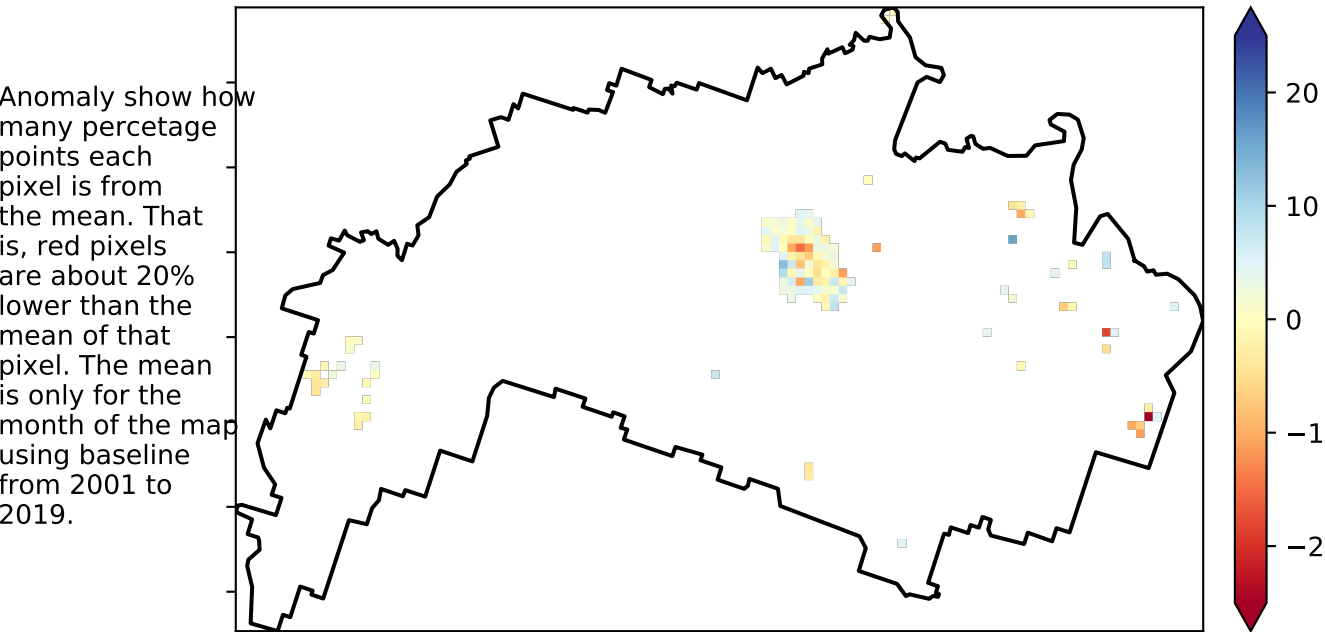 Anomaly show how
many percetage
points each
pixel is from
the mean. That
is, red pixels
are about 20%
lower than the
mean of that
pixel. The mean
is only for the
month of the map
using baseline
from 2001 to
2019.
20
10
0
−1
−2